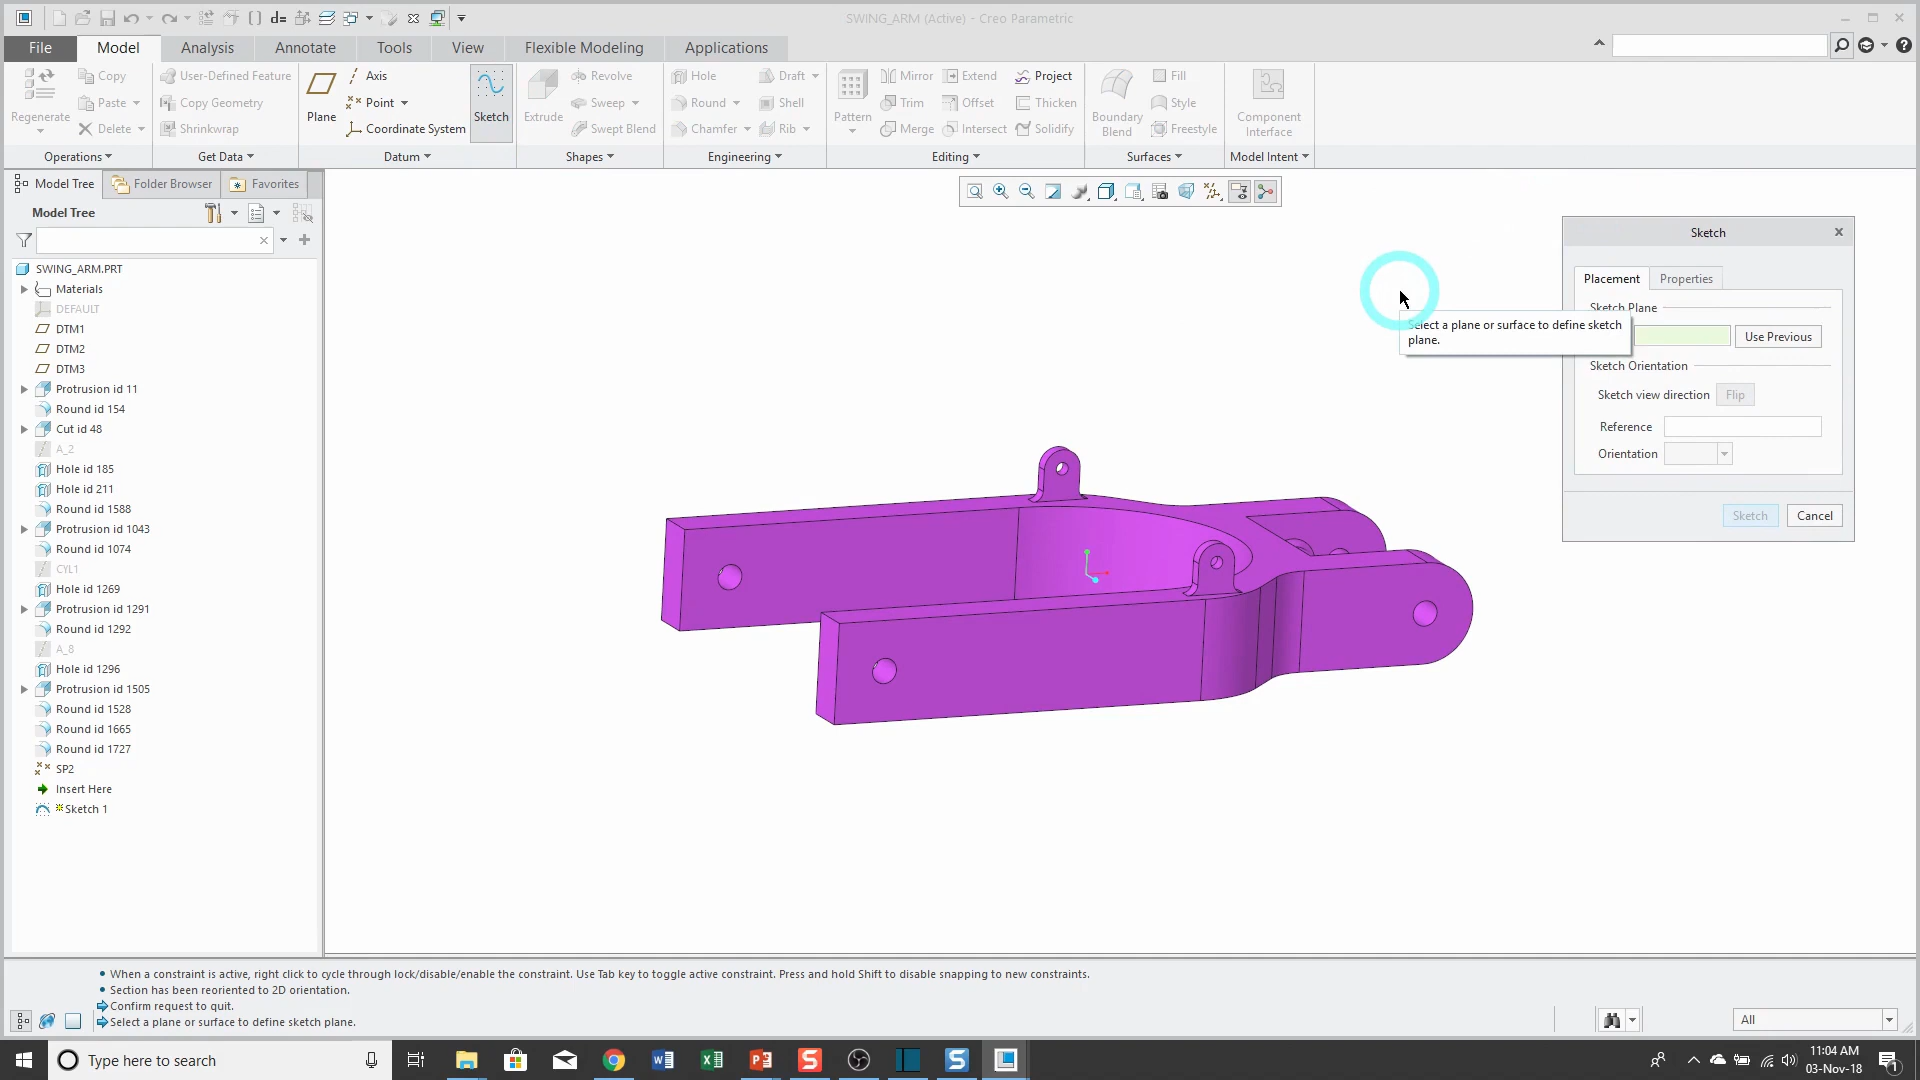 SWING_ARM (Active) - Creo Parametric
File Model Analysis Annotate Tools View Flexible Modeling Applications
Regenerate
Copy
Paste
Delete
Operations
User-Defined Feature
Copy Geometry
Shrinkwrap
Get Data
Plane
Axis
Point
Coordinate System
Sketch
Datum
Extrude
Revolve
Sweep
Swept Blend
Shapes
Hole
Round
Chamfer
Draft
Shell
Rib
Engineering
Pattern
Mirror
Trim
Merge
Extend
Offset
Intersect
Project
Thicken
Solidify
Editing
Boundary
Blend
Fill
Style
Freestyle
Surfaces
Component
Interface
Model Intent
Model Tree Folder Browser Favorites
Model Tree
SWING_ARM.PRT
Materials
DEFAULT
DTM1
DTM2
DTM3
Protrusion id 11
Round id 154
Cut id 48
A_2
Hole id 185
Hole id 211
Round id 1588
Protrusion id 1043
Round id 1074
CYL1
Hole id 1269
Protrusion id 1291
Round id 1292
A_8
Hole id 1296
Protrusion id 1505
Round id 1528
Round id 1665
Round id 1727
SP2
Insert Here
Sketch 1
Sketch
Placement Properties
Sketch Plane
Select a plane or surface to define sketch
plane.
Use Previous
Sketch Orientation
Sketch view direction Flip
Reference
Orientation
Sketch Cancel
• When a constraint is active, right click to cycle through lock/disable/enable the constraint. Use Tab key to toggle active constraint. Press and hold Shift to disable snapping to new constraints.
• Section has been reoriented to 2D orientation.
Confirm request to quit.
Select a plane or surface to define sketch plane.
All
Type here to search
11:04 AM
03-Nov-18
1